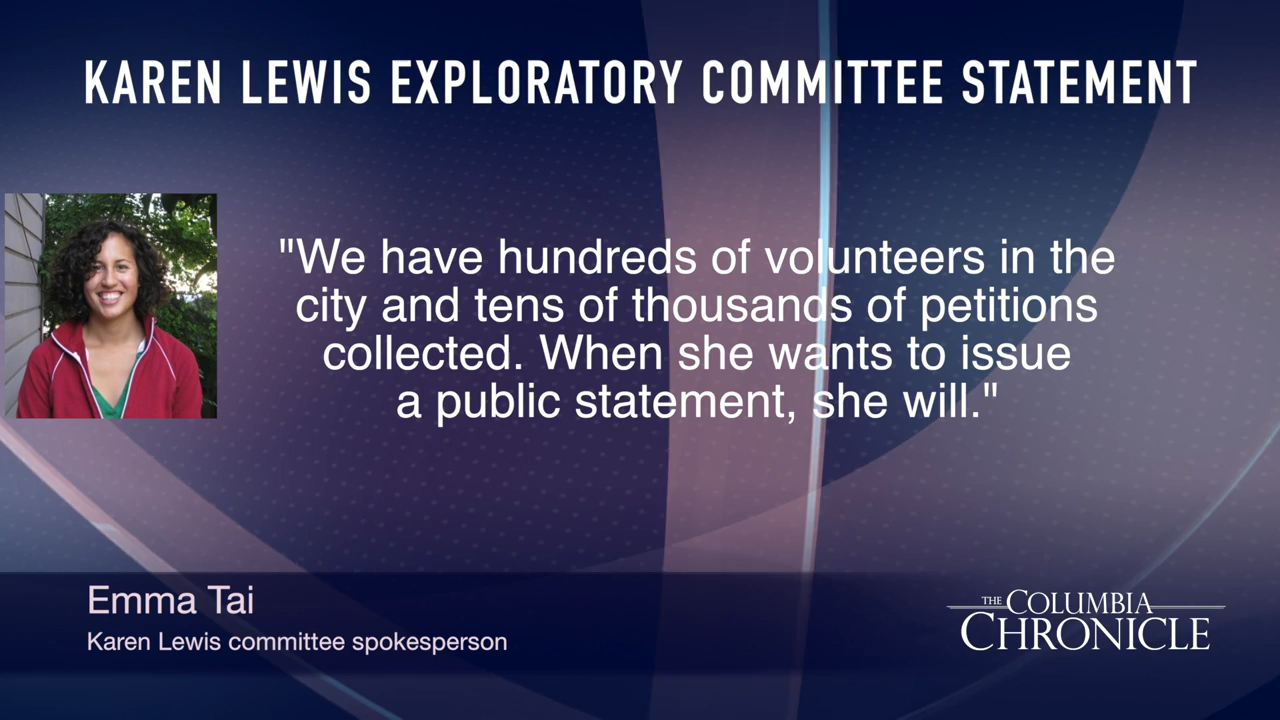 KAREN LEWIS EXPLORATORY COMMITTEE STATEMENT
"We have hundreds of volunteers in the
city and tens of thousands of petitions
collected. When she wants to issue
a public statement, she will."
Emma Tai
Karen Lewis committee spokesperson
THE COLUMBIA
CHRONICLE